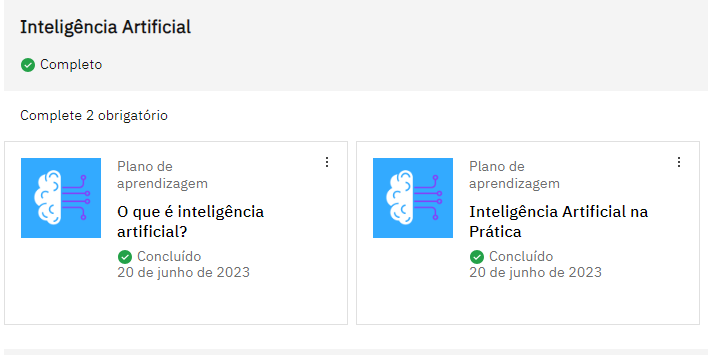 Inteligência Artificial
Completo
Complete 2 obrigatório
Plano de
aprendizagem
O que é inteligência
artificial?
Concluído
20 de junho de 2023
Plano de
aprendizagem
Inteligência Artificial na
Prática
Concluído
20 de junho de 2023